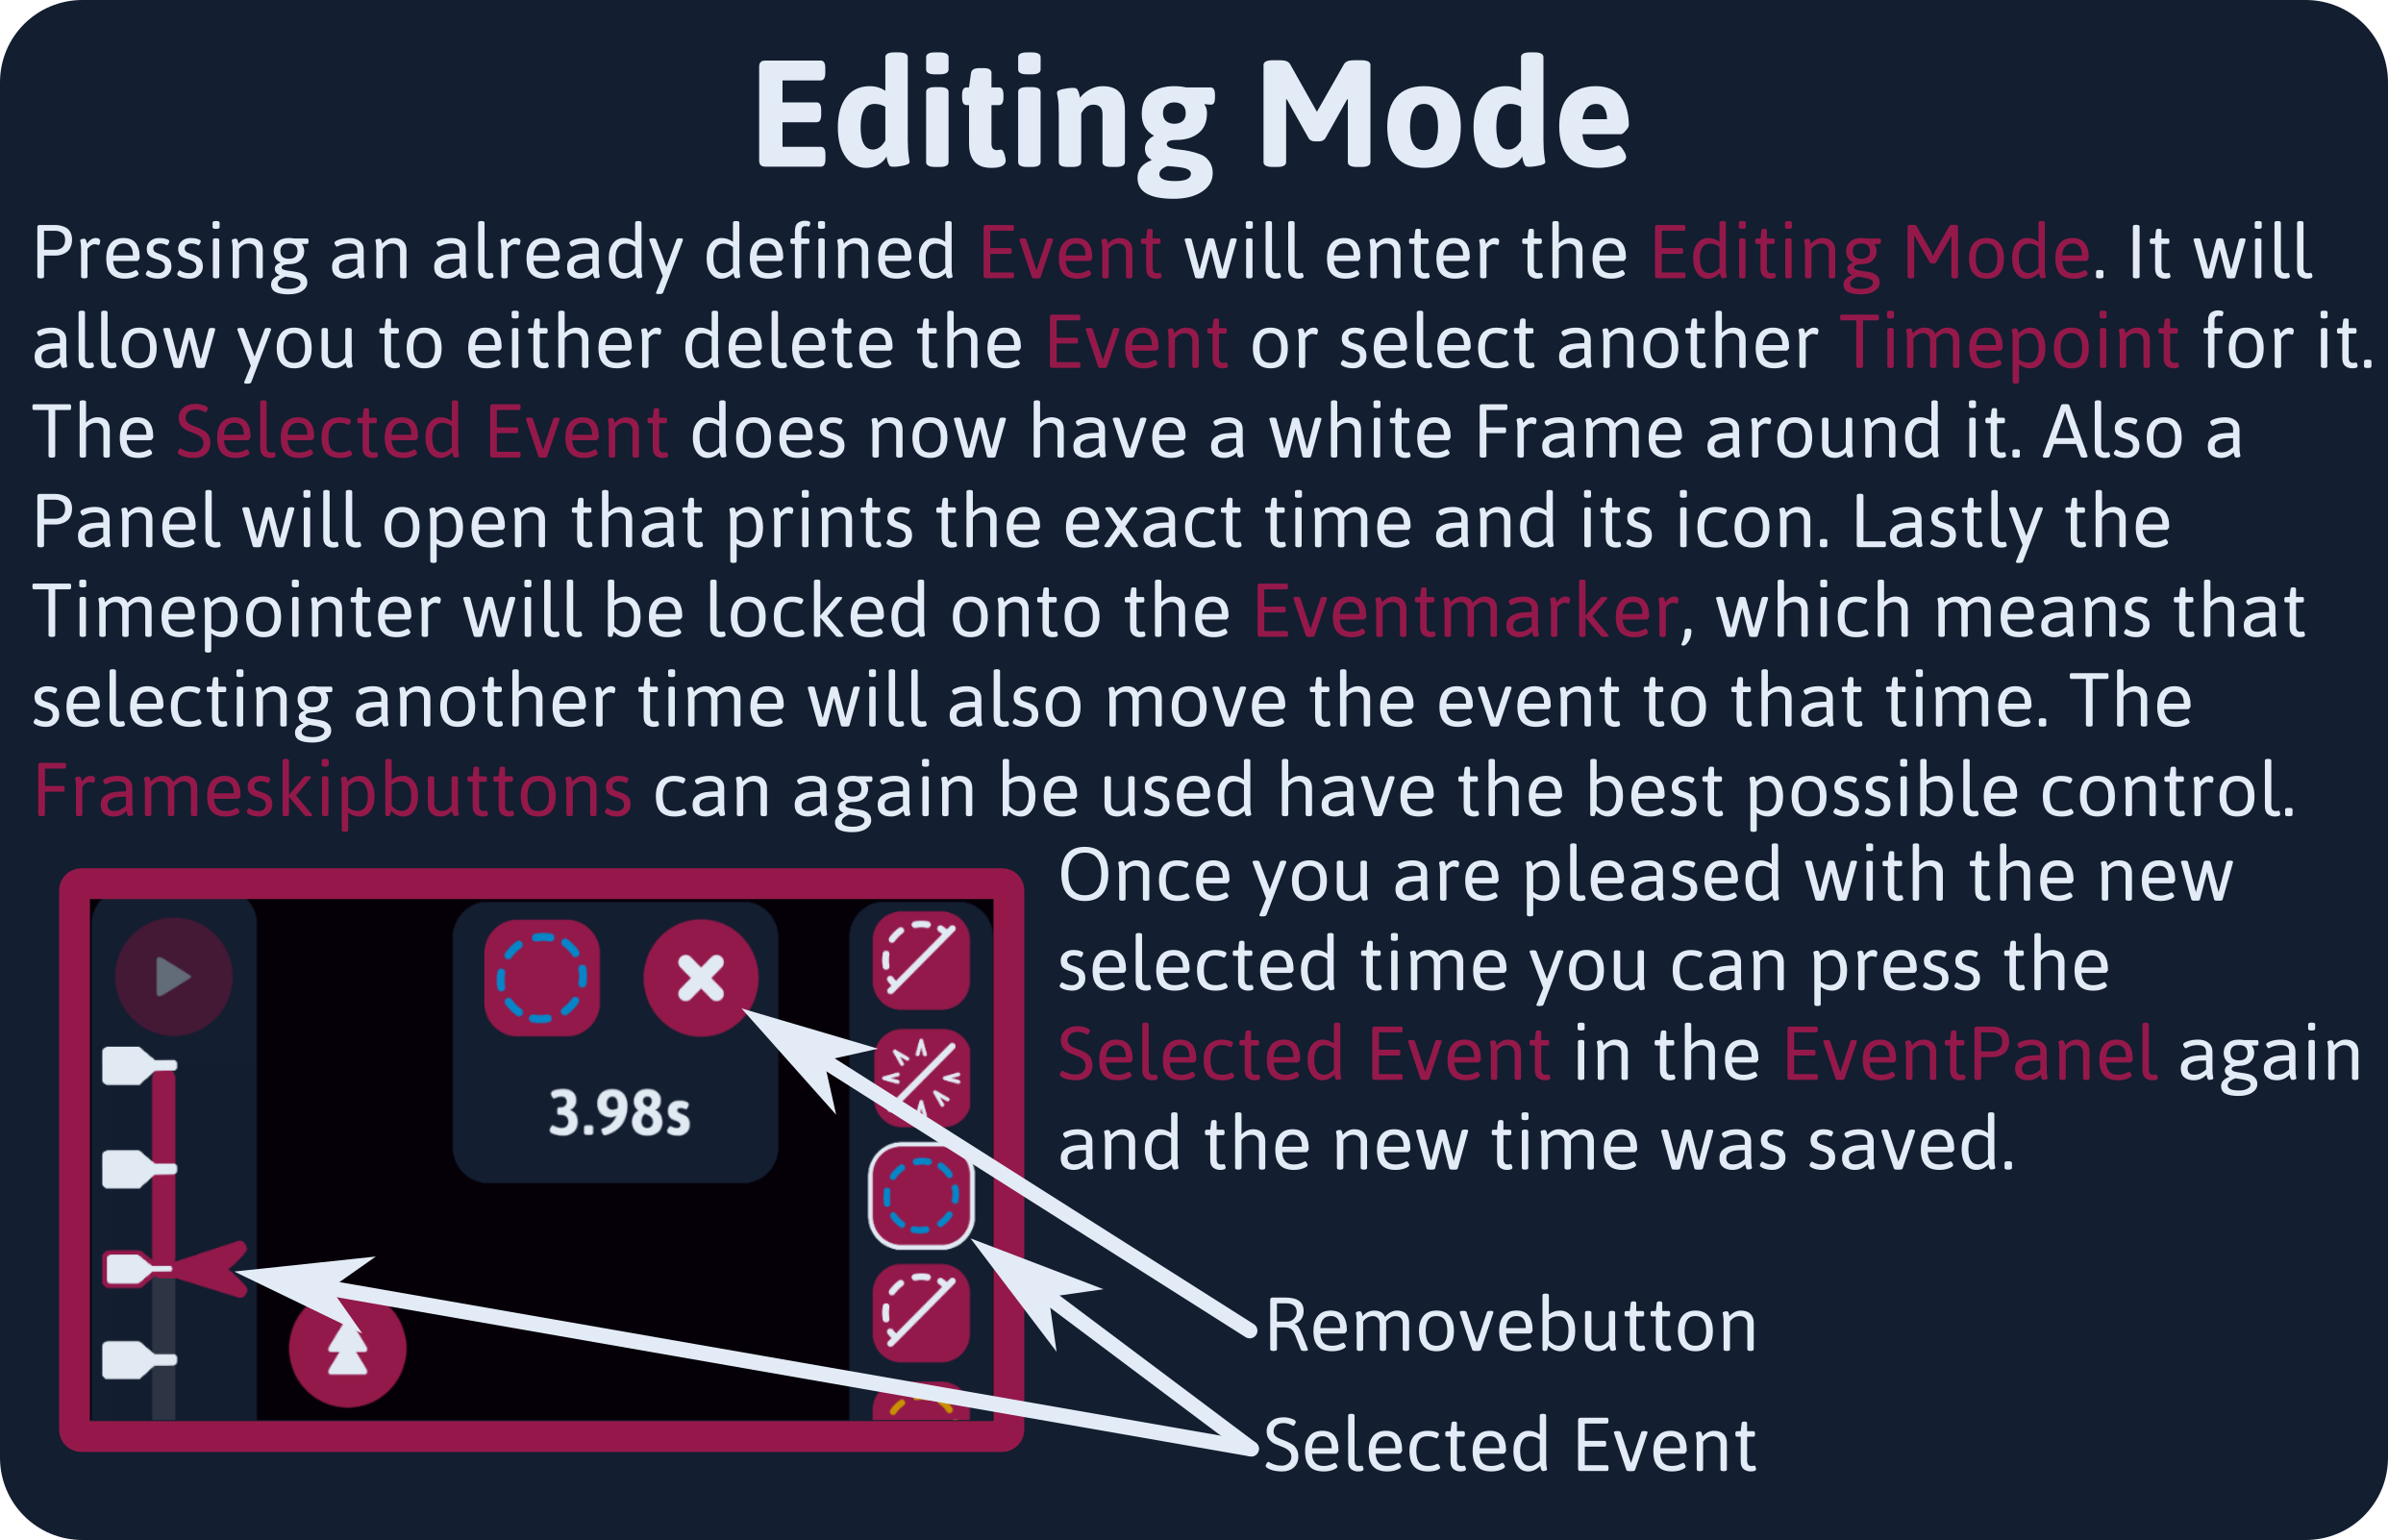 Editing Mode
Pressing an already defined Event will enter the Editing Mode. It will
allow you to either delete the Event or select another Timepoint for it.
The Selected Event does now have a white Frame around it. Also a
Panel will open that prints the exact time and its icon. Lastly the
Timepointer will be locked onto the Eventmarker, which means that
selecting another time will also move the event to that time. The
Frameskipbuttons can again be used have the best possible control.
Once you are pleased with the new
selected time you can press the
Selected Event in the EventPanel again
and the new time was saved.
3.98s
Removebutton
Selected Event